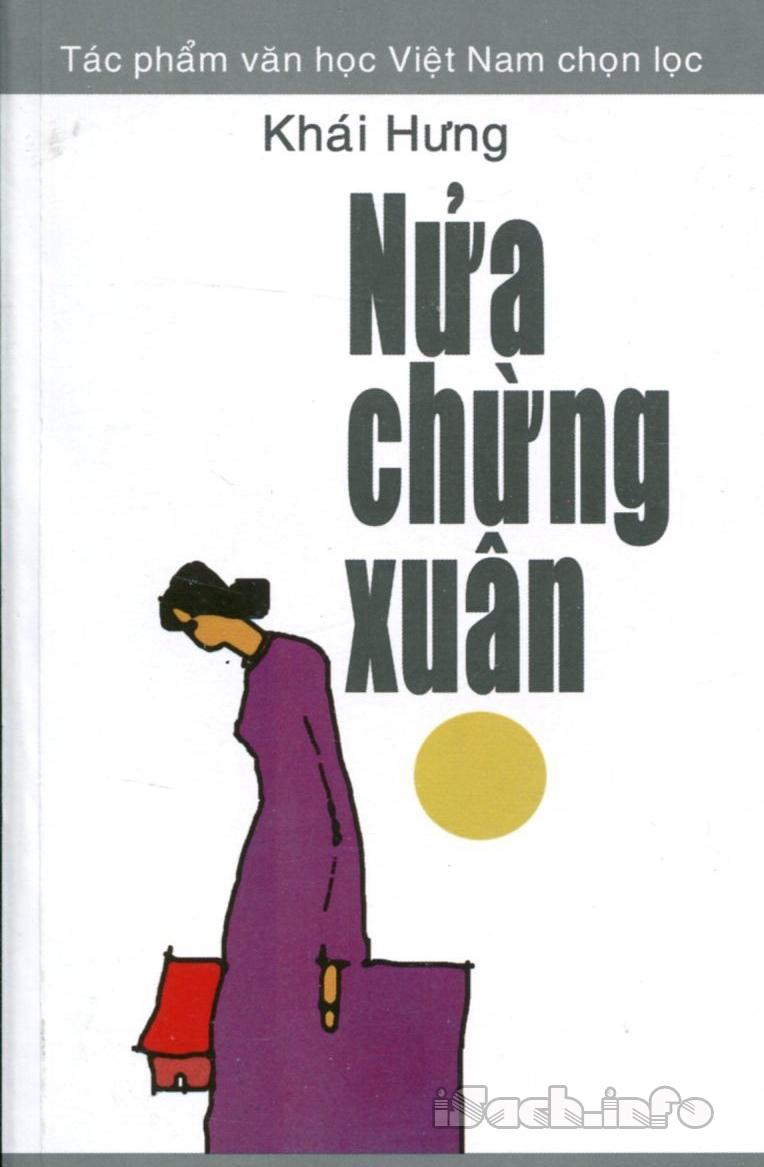 Tác phẩm văn học Việt Nam chọn lọc
Khái Hưng
Nửa
chừng
xuân
iSach.info